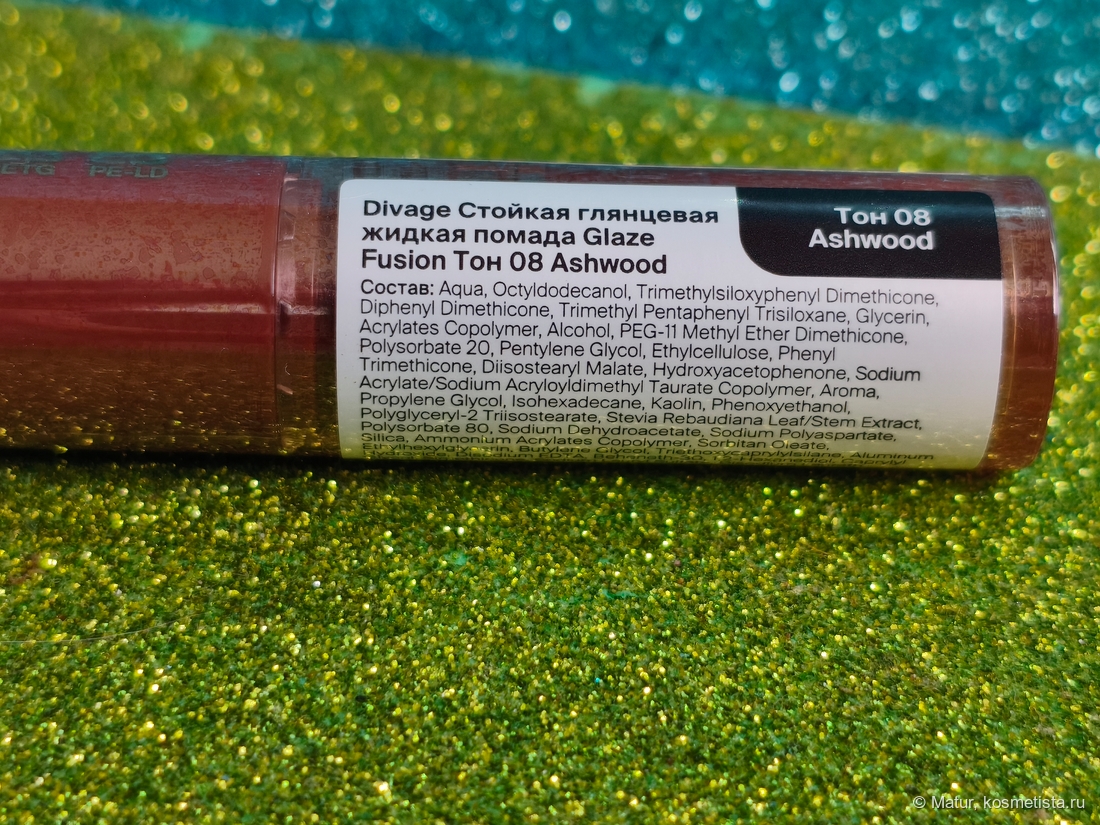 PE-LD
Divage Стойкая глянцевая
жидкая помада Glaze
Fusion Тон 08 Ashwood
Тон 08
Ashwood
Состав: Aqua, Octyldodecanol, Trimethylsiloxyphenyl Dimethicone,
Diphenyl Dimethicone, Trimethyl Pentaphenyl Trisiloxane, Glycerin,
Acrylates Copolymer, Alcohol, PEG-11 Methyl Ether Dimethicone,
Polysorbate 20, Pentylene Glycol, Ethylcellulose, Phenyl
Trimethicone, Diisostearyl Malate, Hydroxyacetophenone, Sodium
Acrylate/Sodium Acryloyldimethyl Taurate Copolymer, Aroma,
Propylene Glycol, Isohexadecane, Kaolin, Phenoxyethanol,
Polyglyceryl-2 Triisostearate, Stevia Rebaudiana Leaf/Stem Extract,
Polysorbate 80, Sodium Dehydroacetate, Sodium Polyaspartate,
Silica, Ammonium Acrylates Copolymer, Sorbitan Oleate,
Ethylhexylglycerin, Butylene Glycol, Triethoxycaprylylsilane, Aluminum
© Matur, kosmetista.ru